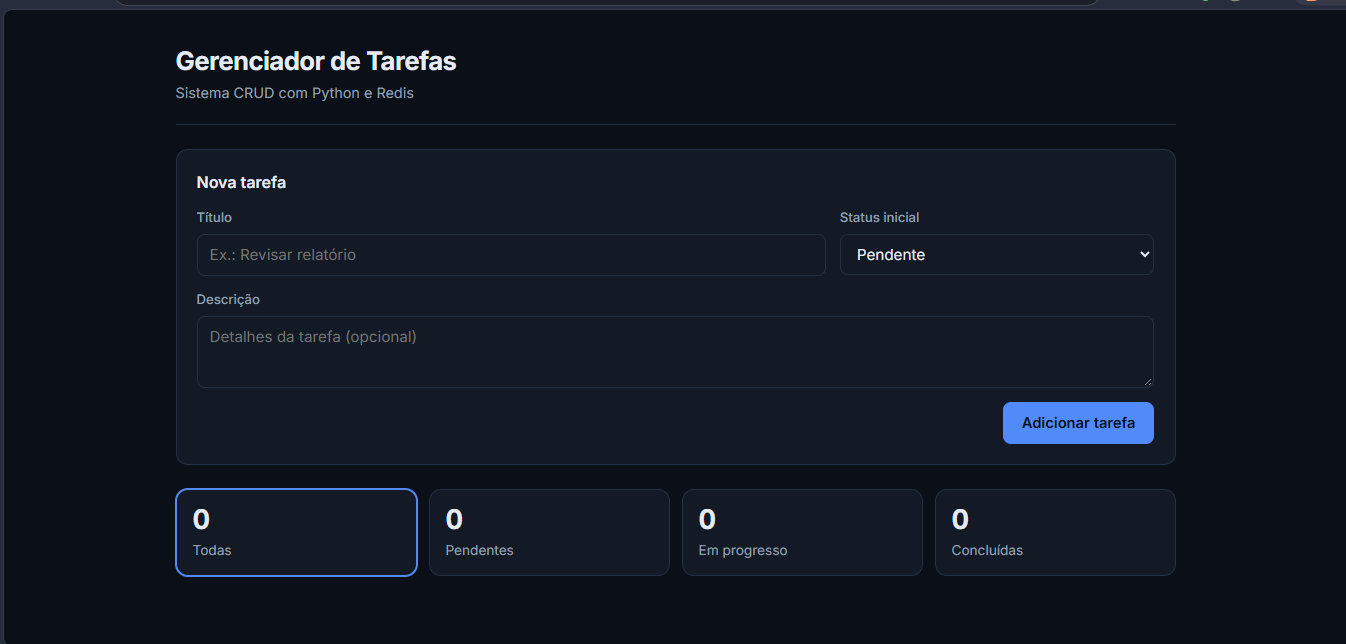 Gerenciador de Tarefas
Sistema CRUD com Python e Redis
Nova tarefa
Título
Status inicial
Ex.: Revisar relatório
Pendente
Descrição
Detalhes da tarefa (opcional)
Adicionar tarefa
0
Todas
0
Pendentes
0
Em progresso
0
Concluídas